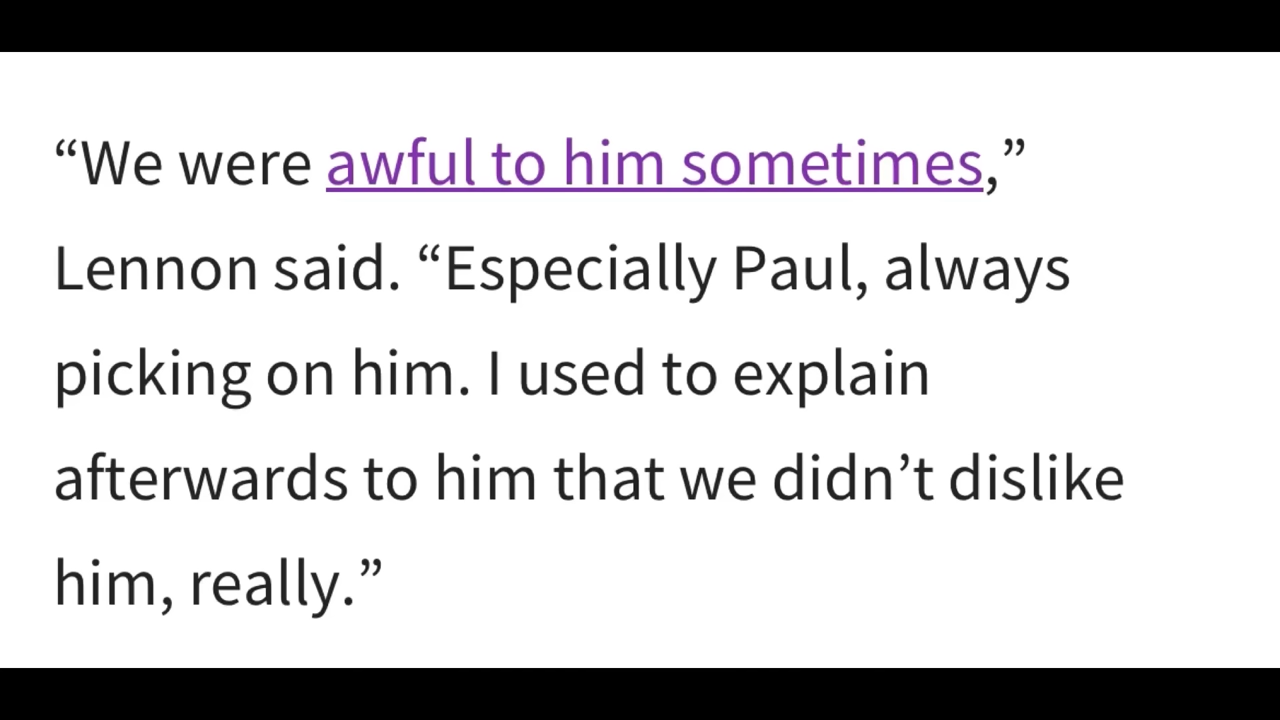 “We were awful to him sometimes,”
Lennon said. “Especially Paul, always
picking on him. I used to explain
afterwards to him that we didn’t dislike
him, really.”